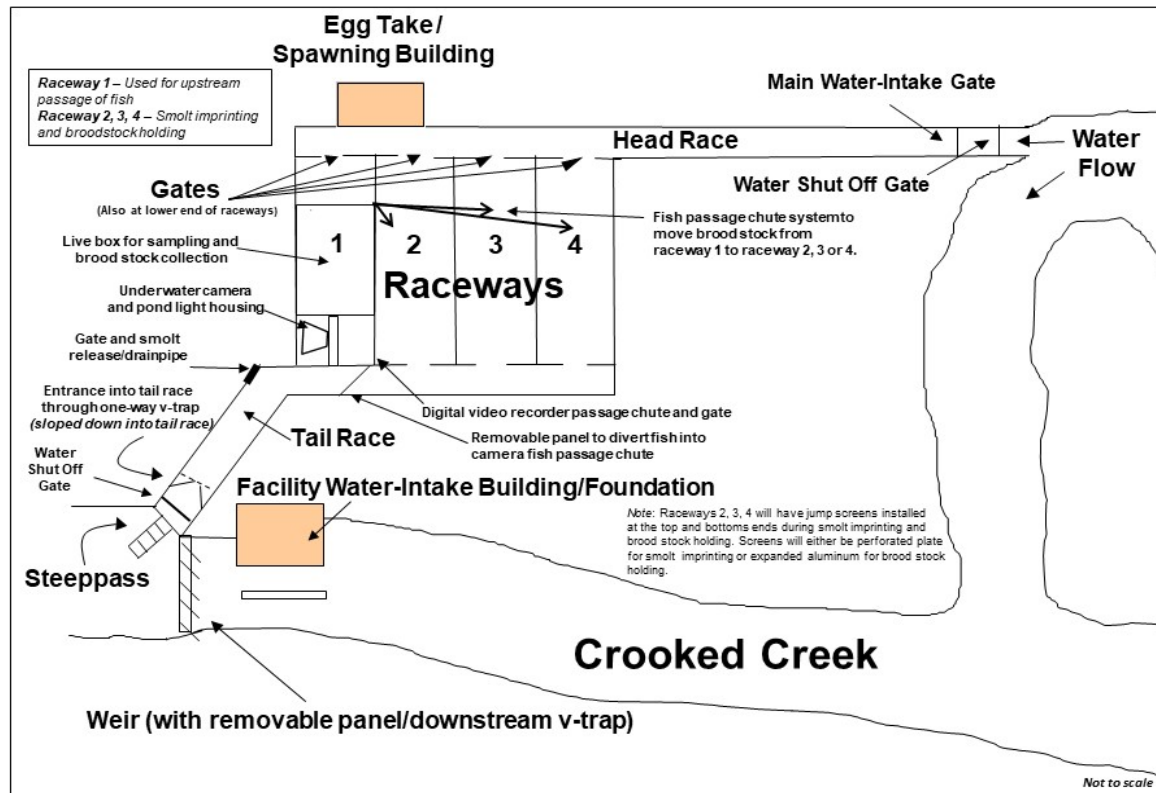 Egg Take/
Spawning Building
Raceway 1 – Used for upstream
passage of fish
Raceway 2, 3, 4 – Smolt imprinting
and broodstock holding
Main Water-Intake Gate
Head Race
Water
Flow
Water Shut Off Gate
Gates
(Also at lower end of raceways)
Fish passage chute system to
move brood stock from
raceway 1 to raceway 2, 3 or 4.
Live box for sampling and
brood stock collection
1
2
3
4
Raceways
Underwater camera
and pond light housing
Gate and smolt
release/drainpipe
Entrance into tail race
through one-way v-trap
(sloped down into tail race)
Digital video recorder passage chute and gate
Tail Race
Removable panel to divert fish into
camera fish passage chute
Water
Shut Off
Gate
Facility Water-Intake Building/Foundation
Note: Raceways 2, 3, 4 will have jump screens installed
at the top and bottoms ends during smolt imprinting and
brood stock holding. Screens will either be perforated plate
for smolt imprinting or expanded aluminum for brood stock
holding.
Steeppass
Crooked Creek
Weir (with removable panel/downstream v-trap)
Not to scale